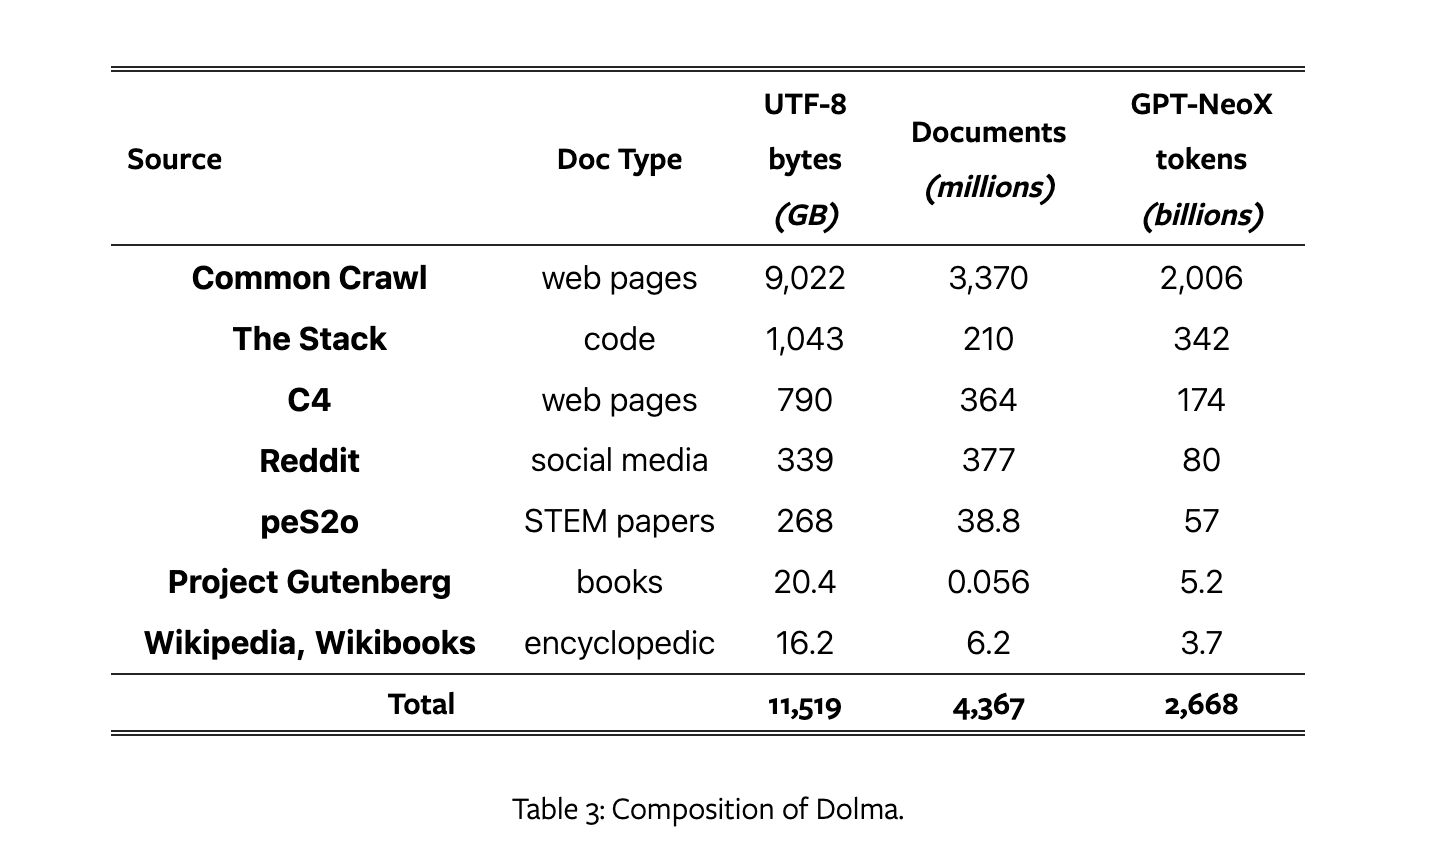 Source Doc Type UTF-8 bytes (GB) Documents (millions) GPT-NeoX tokens (billions)
Common Crawl web pages 9,022 3,370 2,006
The Stack code 1,043 210 342
C4 web pages 790 364 174
Reddit social media 339 377 80
peS2o STEM papers 268 38.8 57
Project Gutenberg books 20.4 0.056 5.2
Wikipedia, Wikibooks encyclopedic 16.2 6.2 3.7
Total 11,519 4,367 2,668
Table 3: Composition of Dolma.